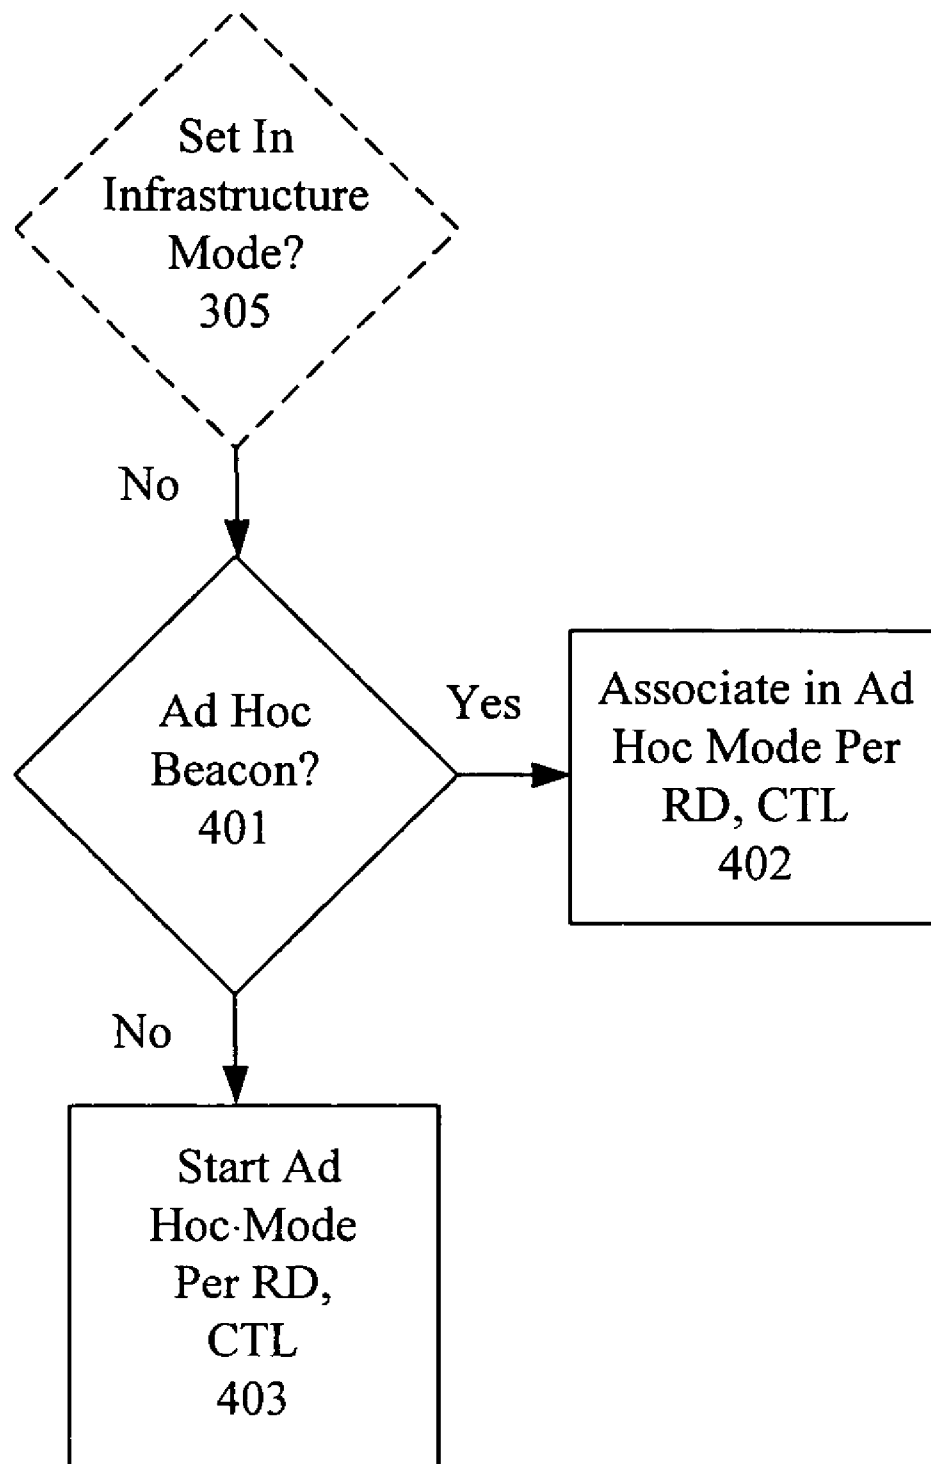 Set In
Infrastructure
Mode?
305
No
Ad Hoc
Beacon?
401
Yes
Associate in Ad
Hoc Mode Per
RD, CTL
402
No
Start Ad
Hoc Mode
Per RD,
CTL
403